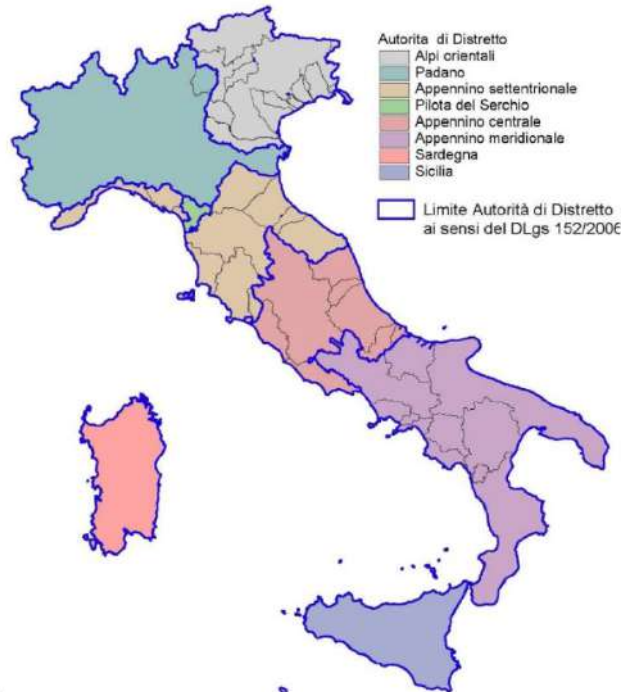 Autorita di Distretto
Alpi orientali
Padano
Appennino settentrionale
Pilota del Serchio
Appennino centrale
Appennino meridionale
Sardegna
Sicilia
Limite Autorità di Distretto
ai sensi del DLgs 152/2006